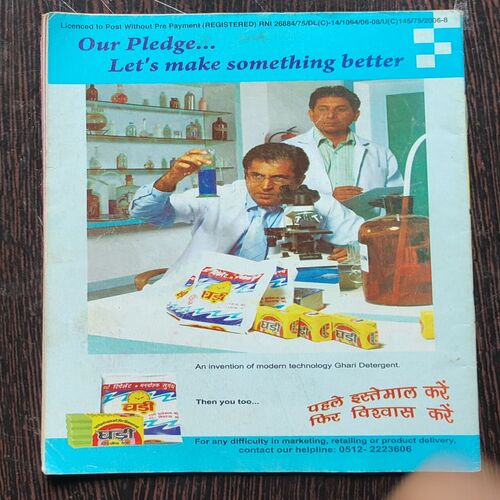 Licenced to Post Without Pre Payment (REGISTERED) RNI 26884/75/DL(C)-14/1094/06-08/U(C)145/75/2006-8
Our Pledge...
Let's make something better
घड़ी
घड़ी
घड़ी
घड़ी
An invention of modern technology Ghari Detergent.
घड़ी
Then you too...
घड़ी
पहले इस्तेमाल करें
फिर विश्वास करें
For any difficulty in marketing, retailing or product delivery,
contact our helpline: 0512- 2223606